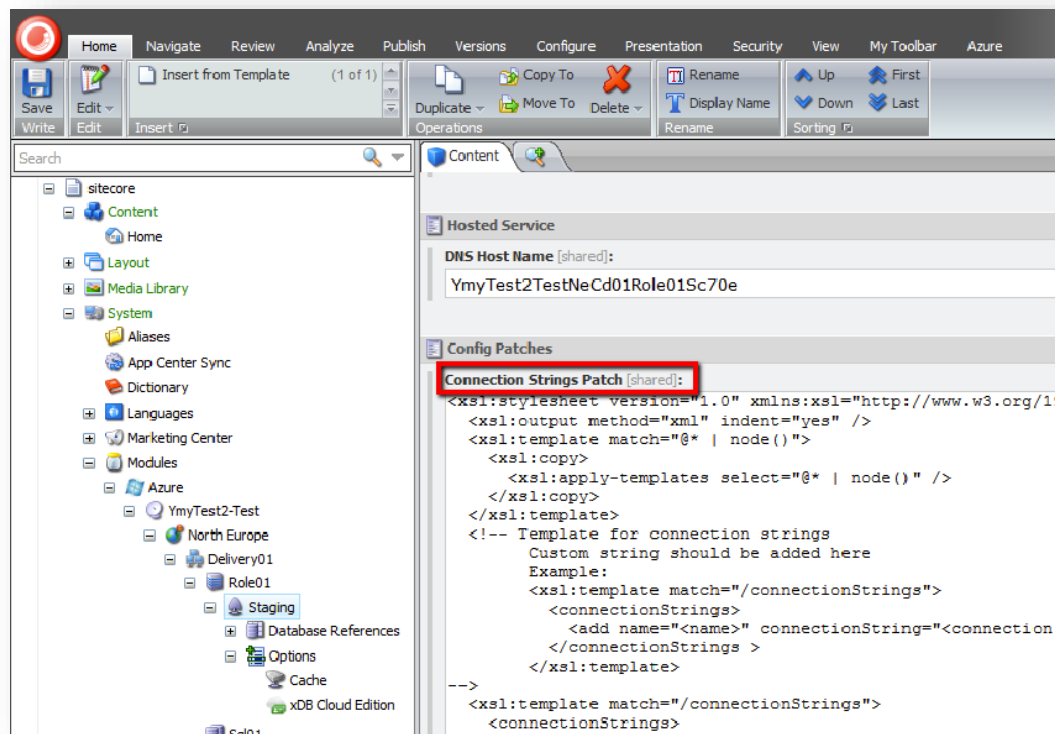 Home Navigate Review Analyze Publish Versions Configure Presentation Security View My Toolbar Azure
Insert from Template (1 of 1) Copy To Rename Up First
Save Edit Duplicate Move To Delete Display Name Down Last
Write Edit Insert Operations Rename Sorting
Search
Content
sitecore
Content
Home
Layout
Media Library
System
Aliases
App Center Sync
Dictionary
Languages
Marketing Center
Modules
Azure
YmyTest2-Test
North Europe
Delivery01
Role01
Staging
Database References
Options
Cache
xDB Cloud Edition
Sql01
Hosted Service
DNS Host Name [shared]:
YmyTest2TestNeCd01Role01Sc70e
Config Patches
Connection Strings Patch [shared]:
<xsl:stylesheet version="1.0" xmlns:xsl="http://www.w3.org/19
<xsl:output method="xml" indent="yes" />
<xsl:template match="@* | node()">
<xsl:copy>
<xsl:apply-templates select="@* | node()" />
</xsl:copy>
</xsl:template>
<!-- Template for connection strings
Custom string should be added here
Example:
<xsl:template match="/connectionStrings">
<connectionStrings>
<add name="<name>" connectionString="<connection
</connectionStrings >
</xsl:template>
-->
<xsl:template match="/connectionStrings">
<connectionStrings>